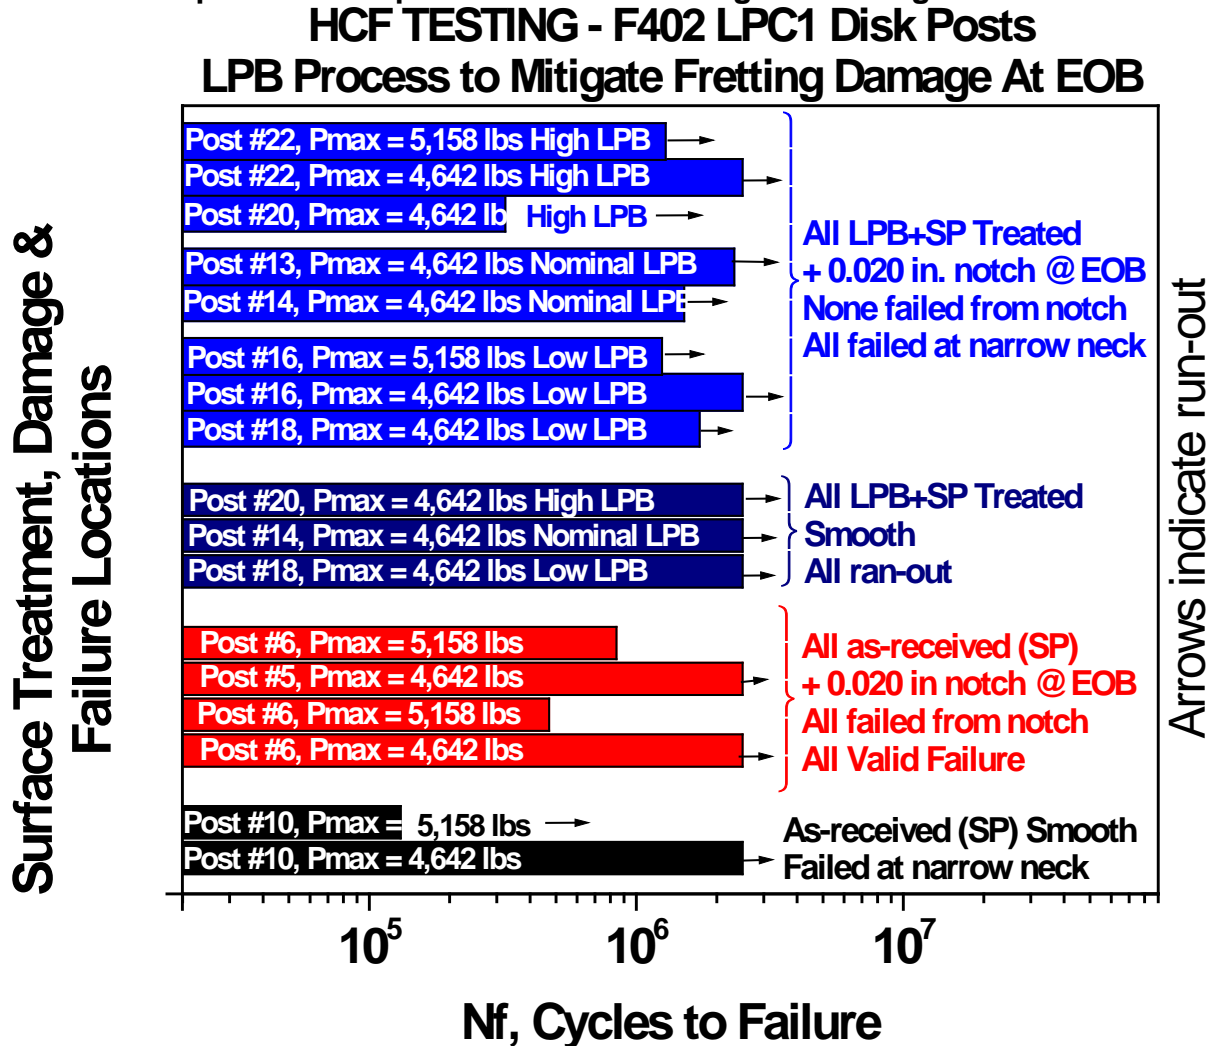 HCF TESTING - F402 LPC1 Disk Posts
LPB Process to Mitigate Fretting Damage At EOB
Surface Treatment, Damage &
Failure Locations
Post #22, Pmax = 5,158 lbs High LPB
Post #22, Pmax = 4,642 lbs High LPB
Post #20, Pmax = 4,642 lb High LPB
Post #13, Pmax = 4,642 lbs Nominal LPB
Post #14, Pmax = 4,642 lbs Nominal LPB
Post #16, Pmax = 5,158 lbs Low LPB
Post #16, Pmax = 4,642 lbs Low LPB
Post #18, Pmax = 4,642 lbs Low LPB
All LPB+SP Treated
+ 0.020 in. notch @ EOB
None failed from notch
All failed at narrow neck
Post #20, Pmax = 4,642 lbs High LPB
Post #14, Pmax = 4,642 lbs Nominal LPB
Post #18, Pmax = 4,642 lbs Low LPB
All LPB+SP Treated
Smooth
All ran-out
Post #6, Pmax = 5,158 lbs
Post #5, Pmax = 4,642 lbs
Post #6, Pmax = 5,158 lbs
Post #6, Pmax = 4,642 lbs
All as-received (SP)
+ 0.020 in notch @ EOB
All failed from notch
All Valid Failure
Post #10, Pmax = 5,158 lbs
Post #10, Pmax = 4,642 lbs
As-received (SP) Smooth
Failed at narrow neck
Arrows indicate run-out
10^5 10^6 10^7
Nf, Cycles to Failure